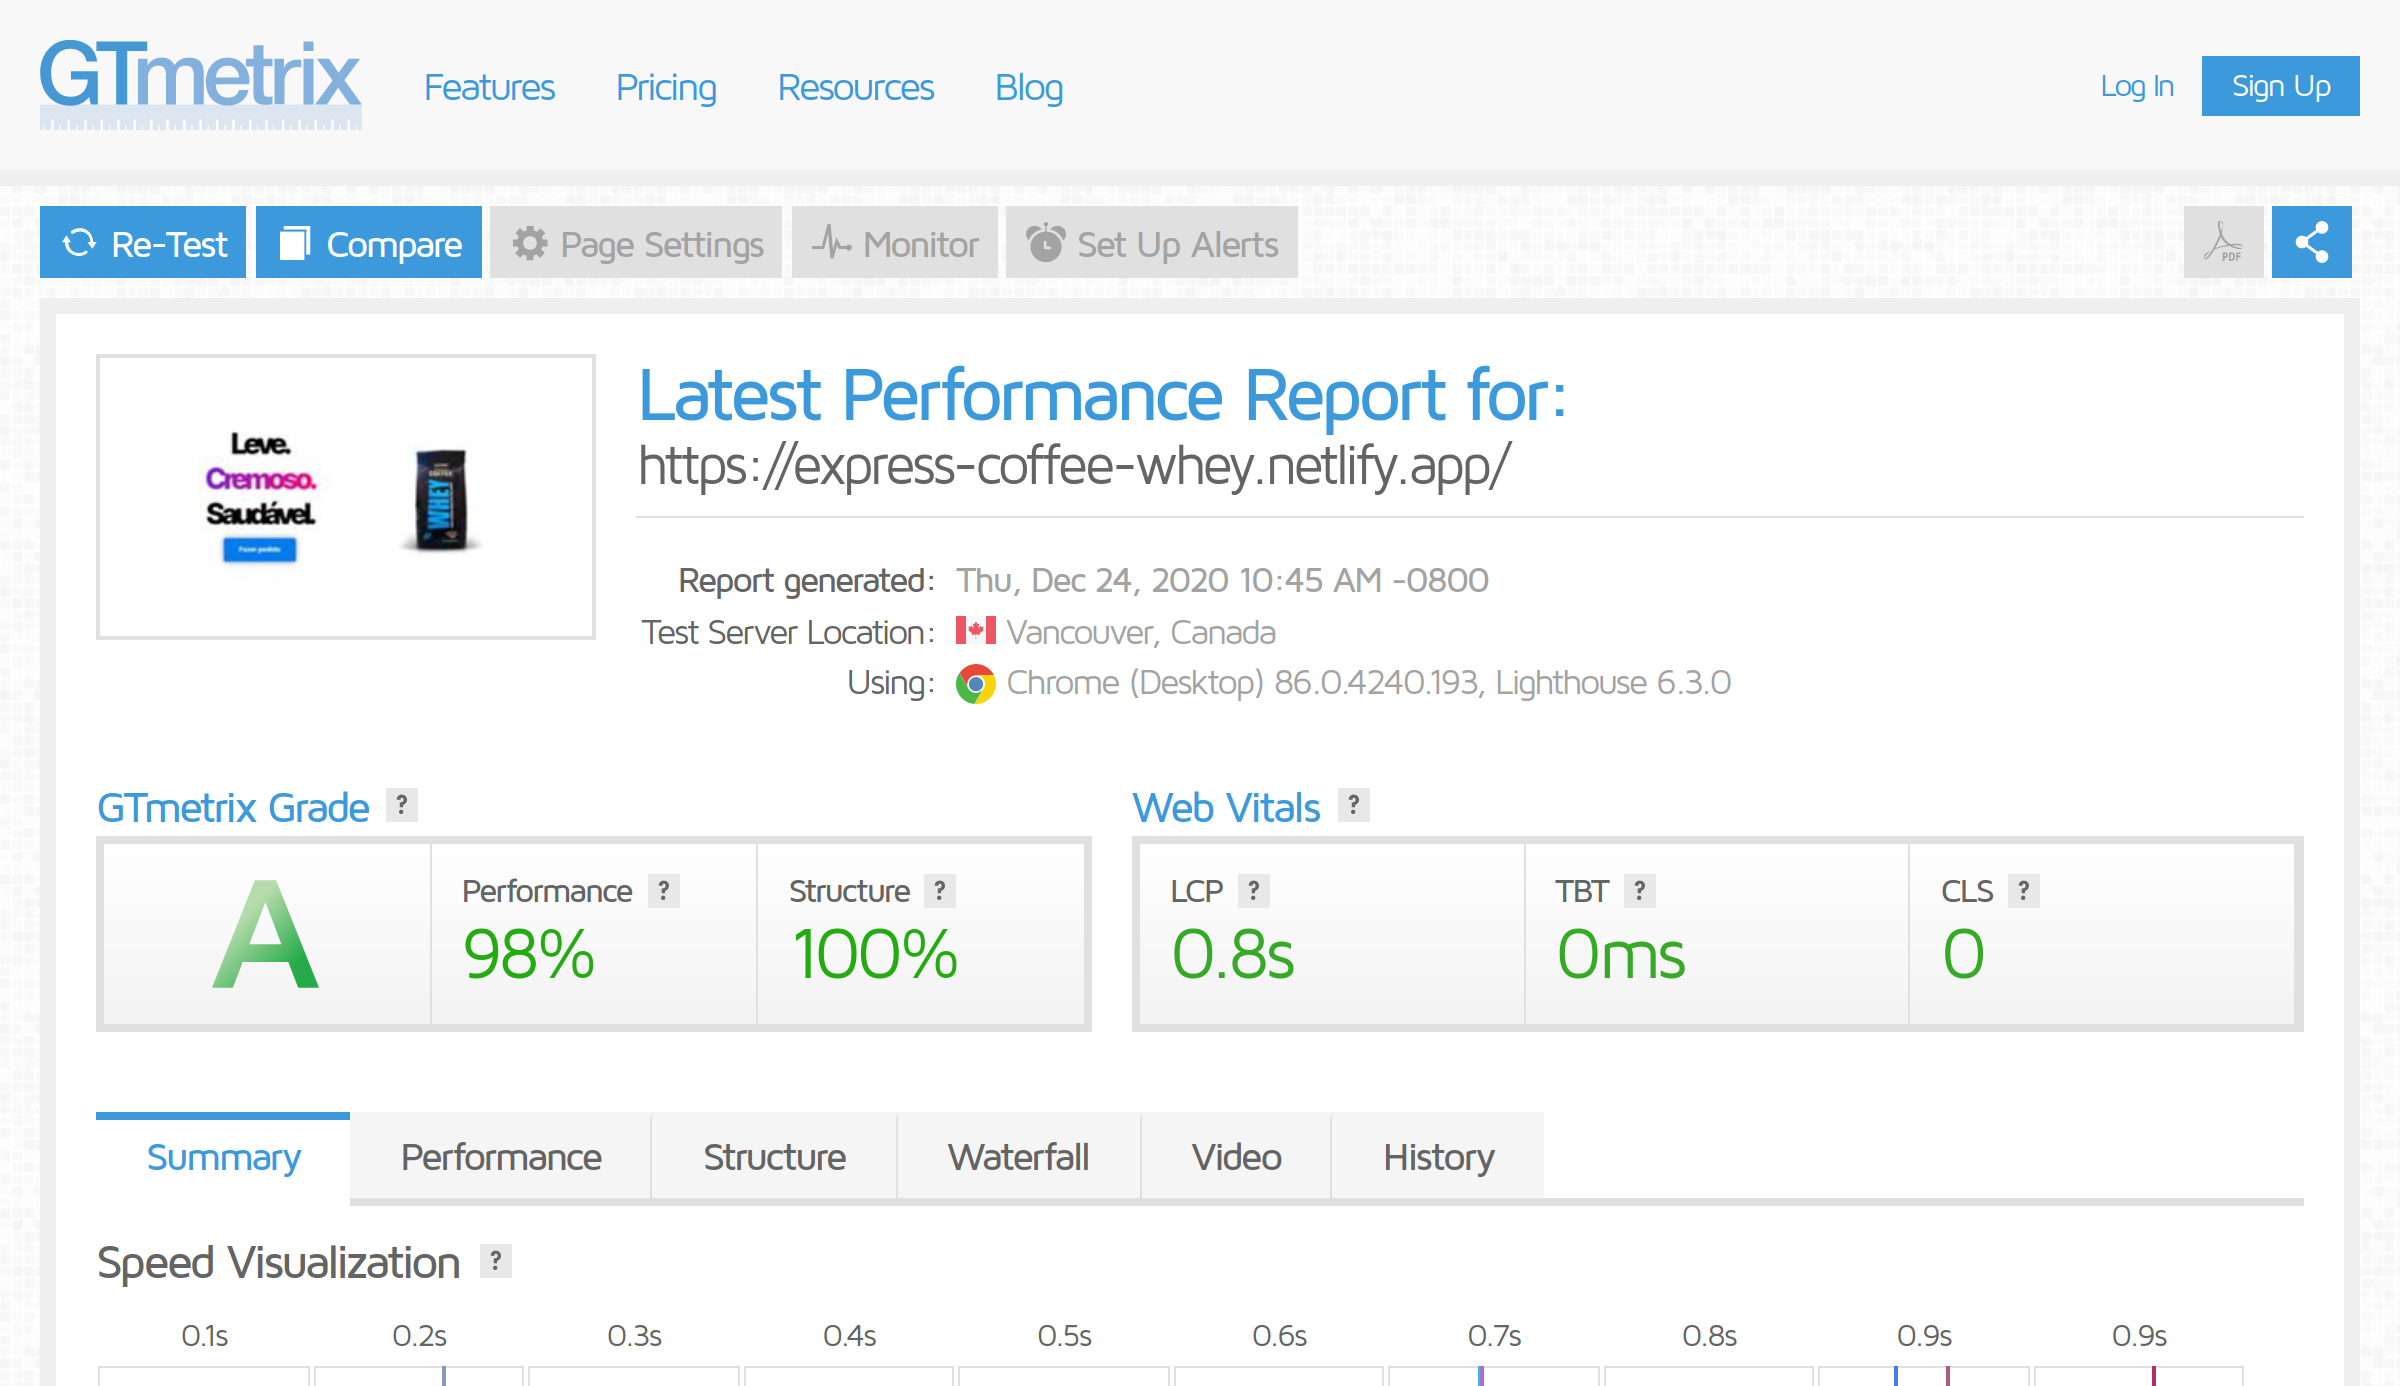 GTmetrix
Features Pricing Resources Blog
Log In Sign Up
Re-Test Compare Page Settings Monitor Set Up Alerts PDF
Leve.
Cremoso.
Saudável.
Fazer pedido
WHEY
Latest Performance Report for:
https://express-coffee-whey.netlify.app/
Report generated: Thu, Dec 24, 2020 10:45 AM -0800
Test Server Location: Vancouver, Canada
Using: Chrome (Desktop) 86.0.4240.193, Lighthouse 6.3.0
GTmetrix Grade ?
Web Vitals ?
A
Performance ?
98%
Structure ?
100%
LCP ?
0.8s
TBT ?
0ms
CLS ?
0
Summary Performance Structure Waterfall Video History
Speed Visualization ?
0.1s 0.2s 0.3s 0.4s 0.5s 0.6s 0.7s 0.8s 0.9s 0.9s